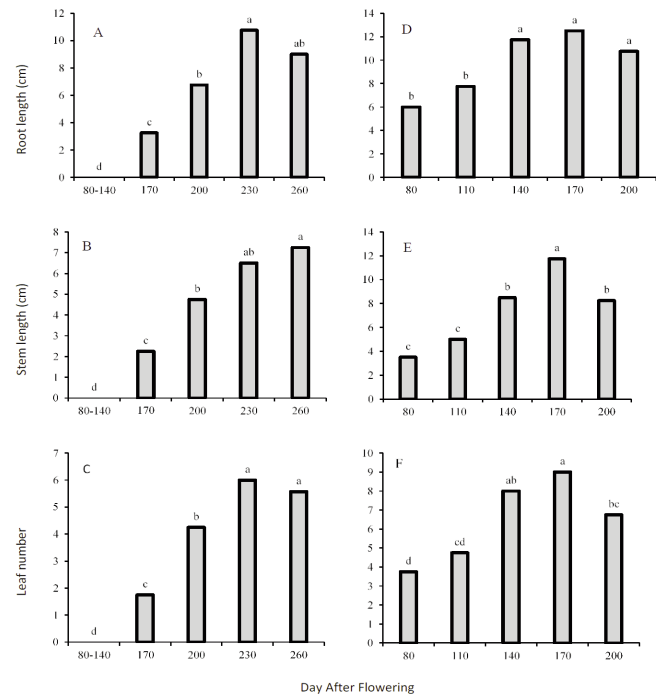 Root length (cm)
12
10
8
6
4
2
0
A
d
c
b
a
ab
80-140 170 200 230 260
14
12
10
8
6
4
2
0
D
b
b
a
a
a
80 110 140 170 200
Stem length (cm)
8
7
6
5
4
3
2
1
0
B
d
c
b
ab
a
80-140 170 200 230 260
14
12
10
8
6
4
2
0
E
c
c
b
a
b
80 110 140 170 200
Leaf number
7
6
5
4
3
2
1
0
C
d
c
b
a
a
80-140 170 200 230 260
10
9
8
7
6
5
4
3
2
1
0
F
d
cd
ab
a
bc
80 110 140 170 200
Day After Flowering